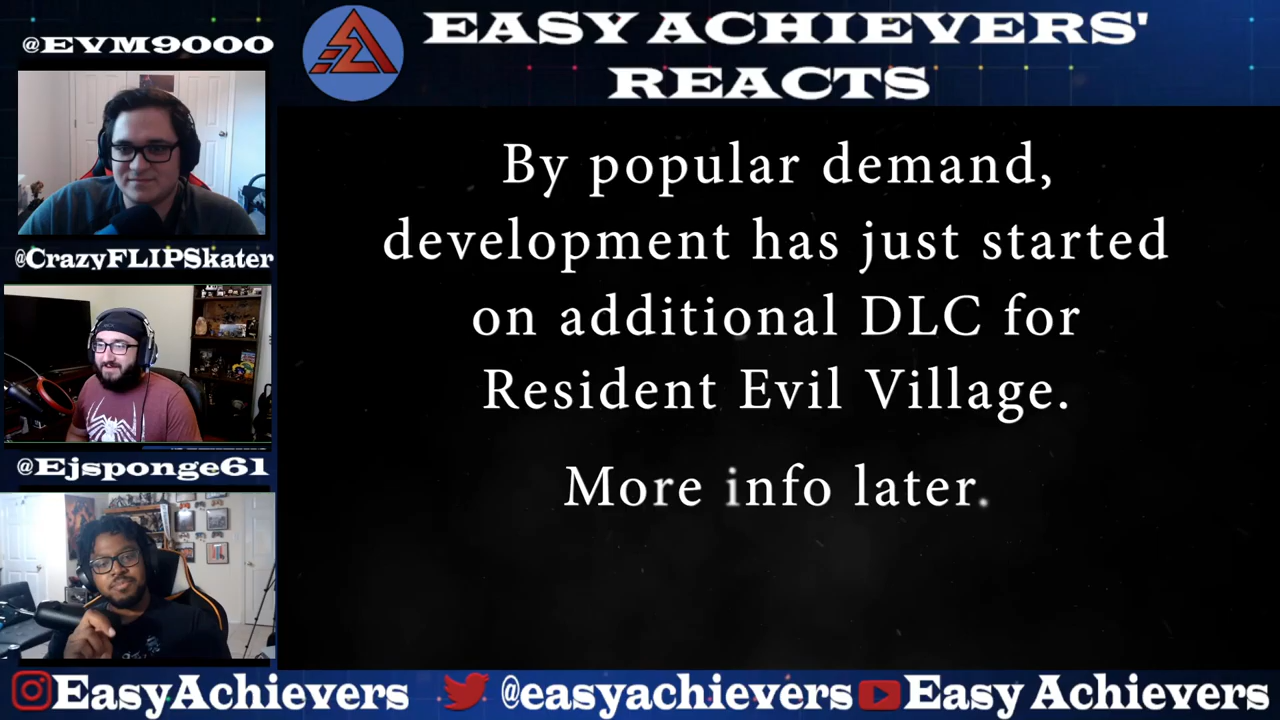 @EVM9000
EASY ACHIEVERS'
REACTS
By popular demand,
development has just started
on additional DLC for
Resident Evil Village.
More info later.
@CrazyFLIPSkater
@Ejsponge61
EasyAchievers
@easyachievers
Easy Achievers